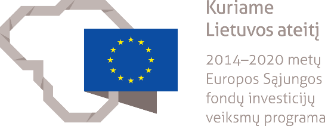 Kuriame
Lietuvos ateitį
2014–2020 metų
Europos Sąjungos
fondų investicijų
veiksmų programa